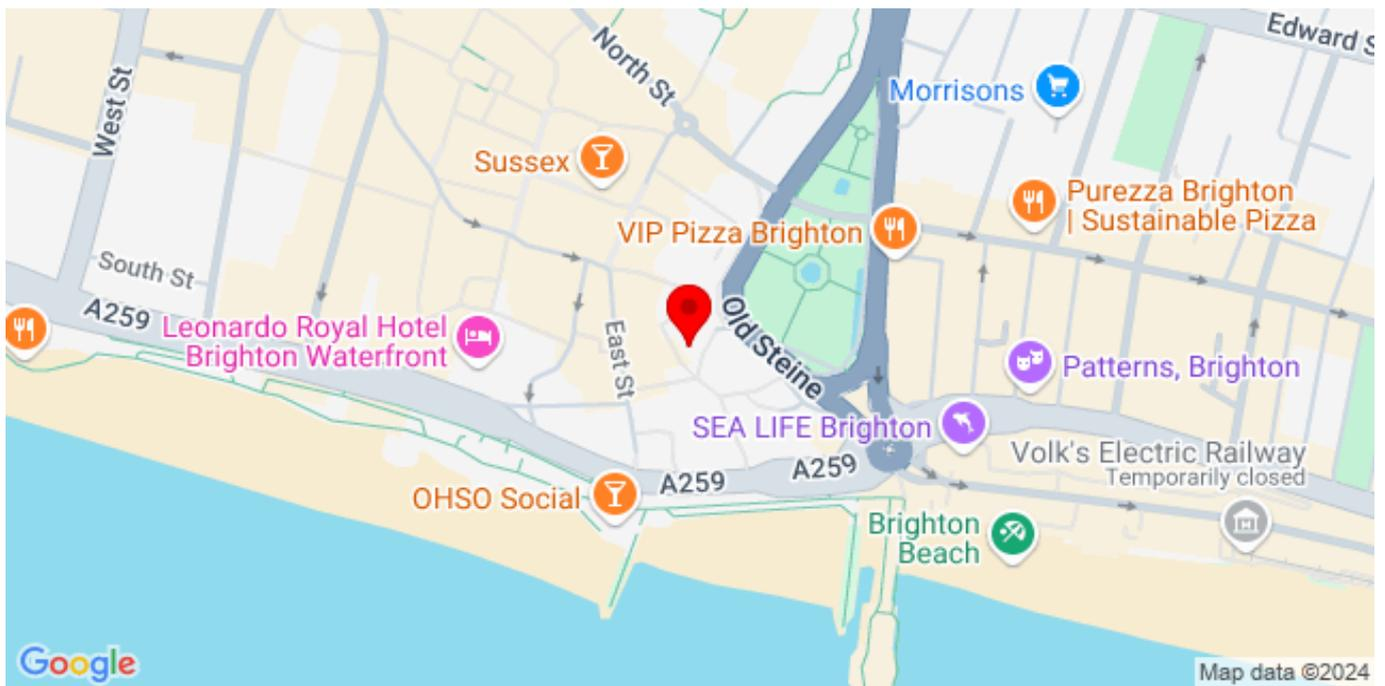 Edward S
North St
Morrisons
West St
Sussex
Purezza Brighton
| Sustainable Pizza
VIP Pizza Brighton
South St
A259
Leonardo Royal Hotel
Brighton Waterfront
East St
Old Steine
Patterns, Brighton
SEA LIFE Brighton
Volk's Electric Railway
Temporarily closed
A259
A259
OHSO Social
Brighton
Beach
Google
Map data ©2024